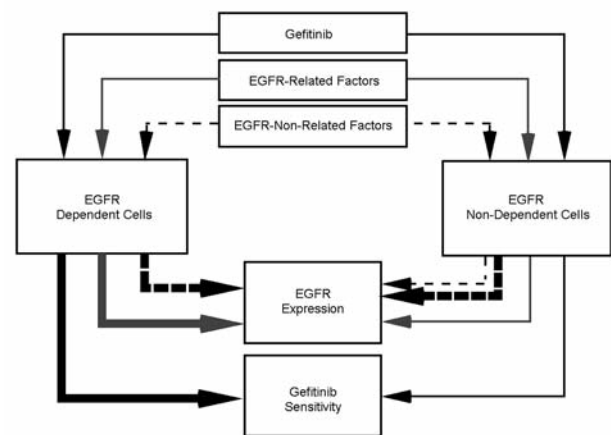 Gefitinib
EGFR-Related Factors
EGFR-Non-Related Factors
EGFR
Dependent Cells
EGFR
Non-Dependent Cells
EGFR
Expression
Gefitinib
Sensitivity